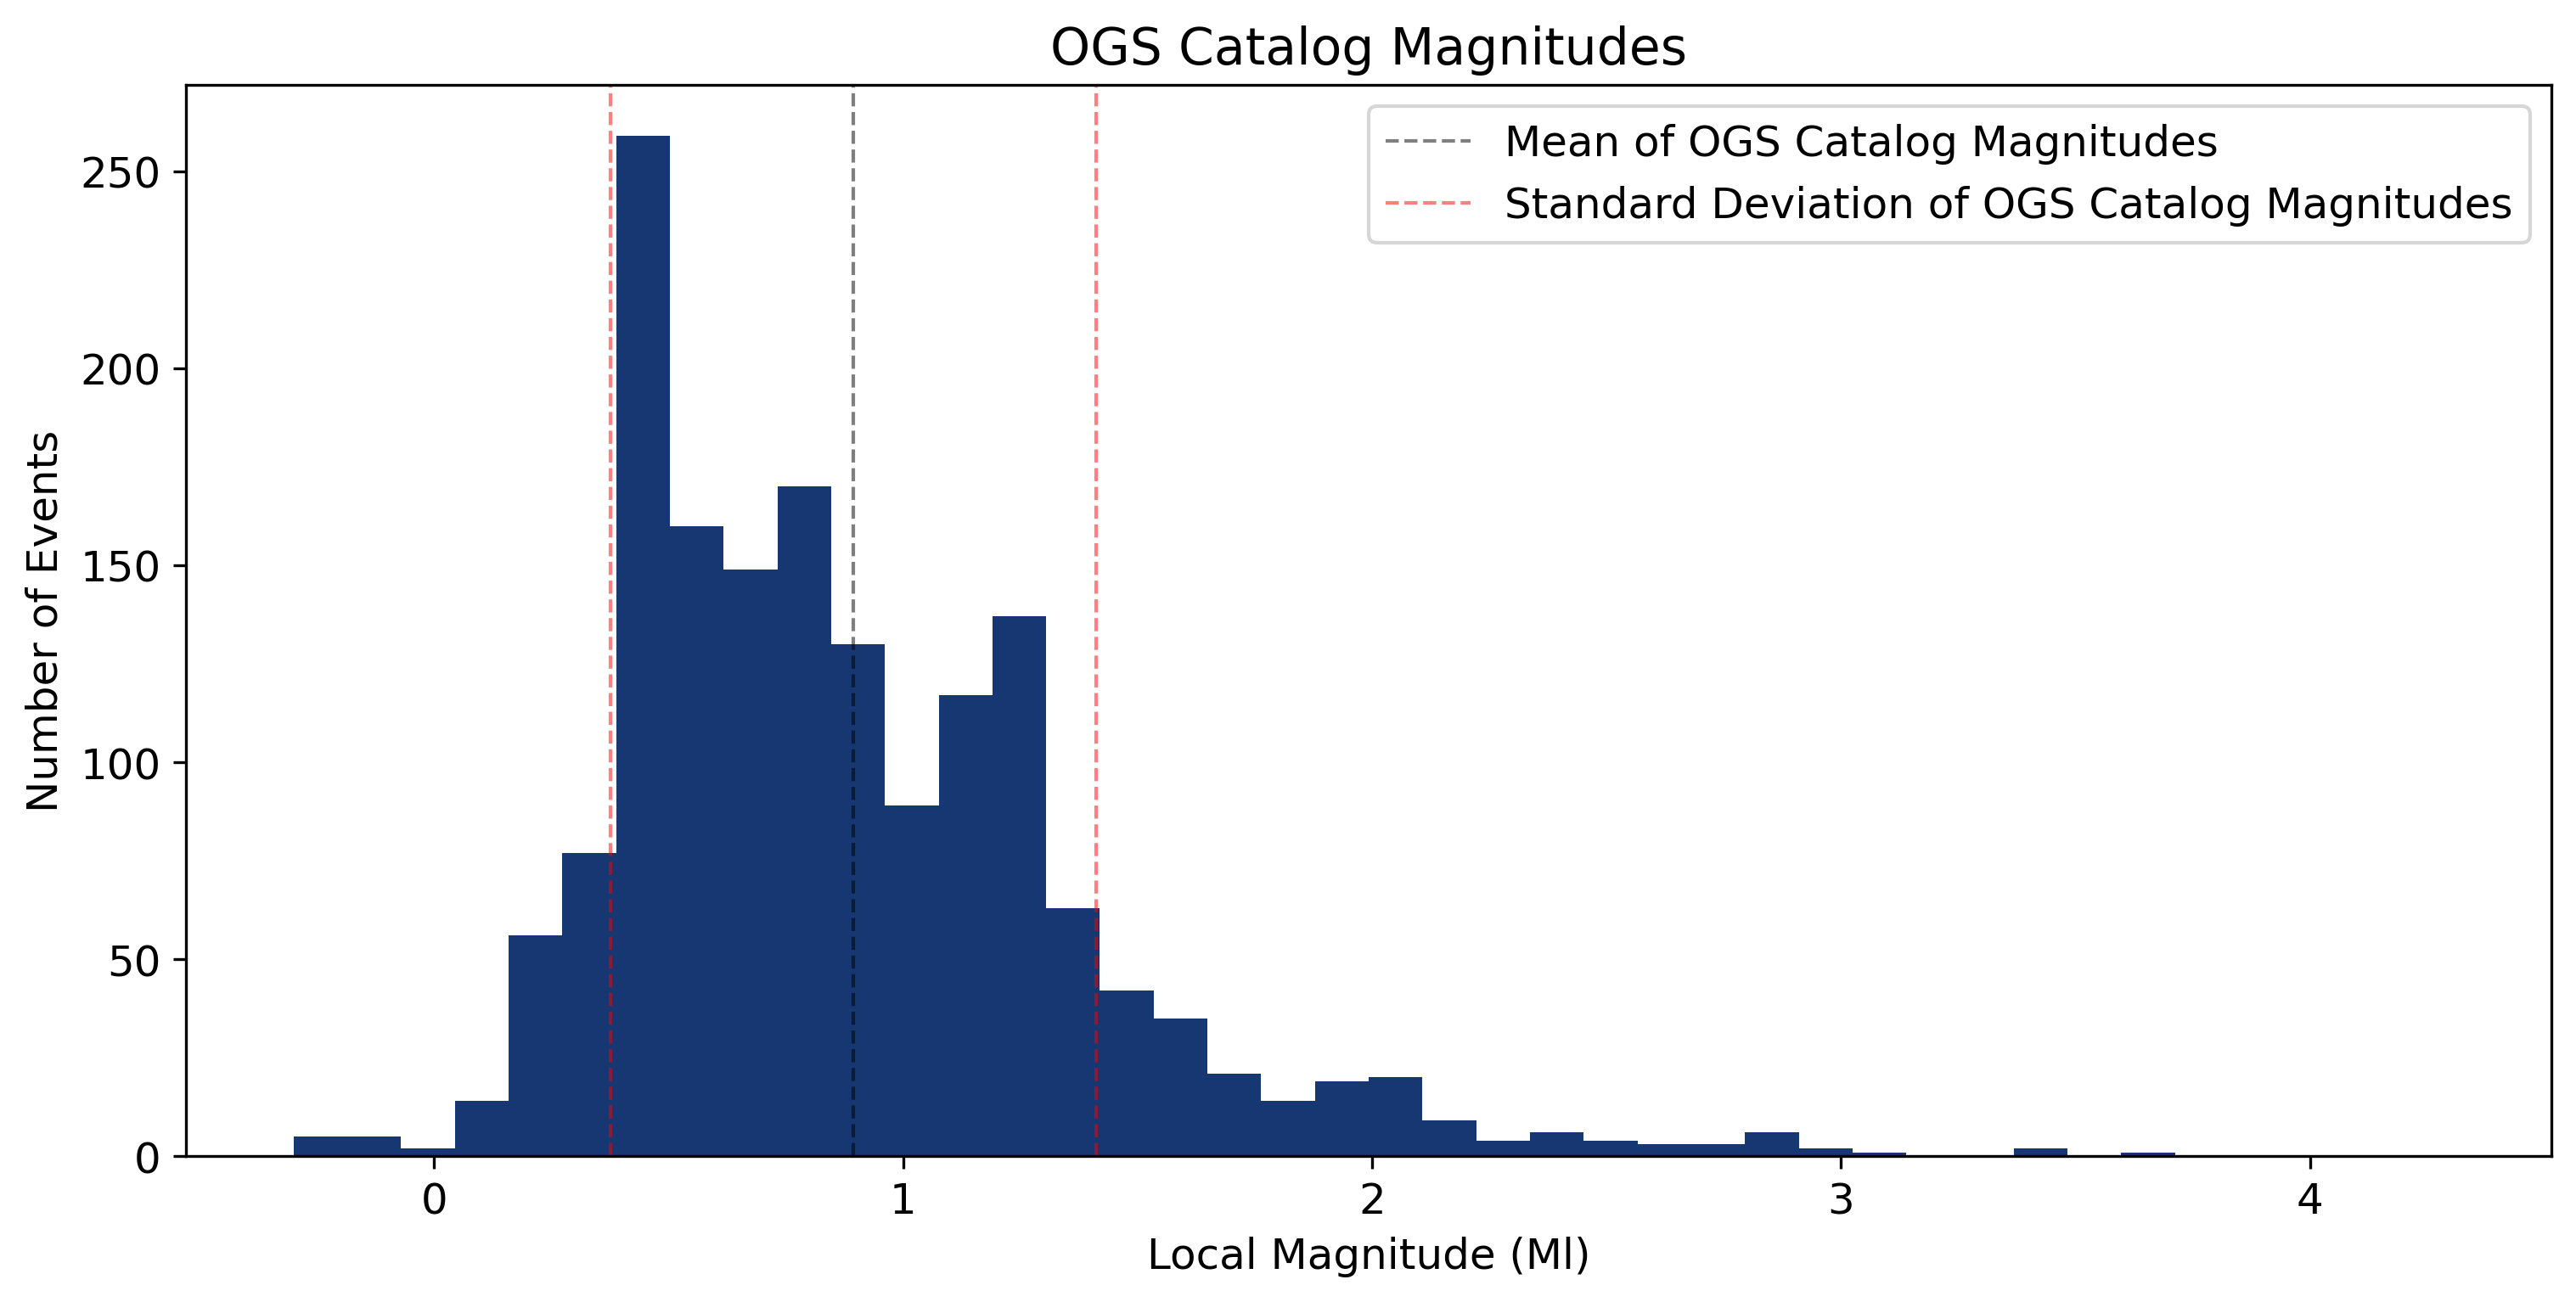 OGS Catalog Magnitudes
Mean of OGS Catalog Magnitudes
Standard Deviation of OGS Catalog Magnitudes
Number of Events
250
200
150
100
50
0
0 1 2 3 4
Local Magnitude (Ml)